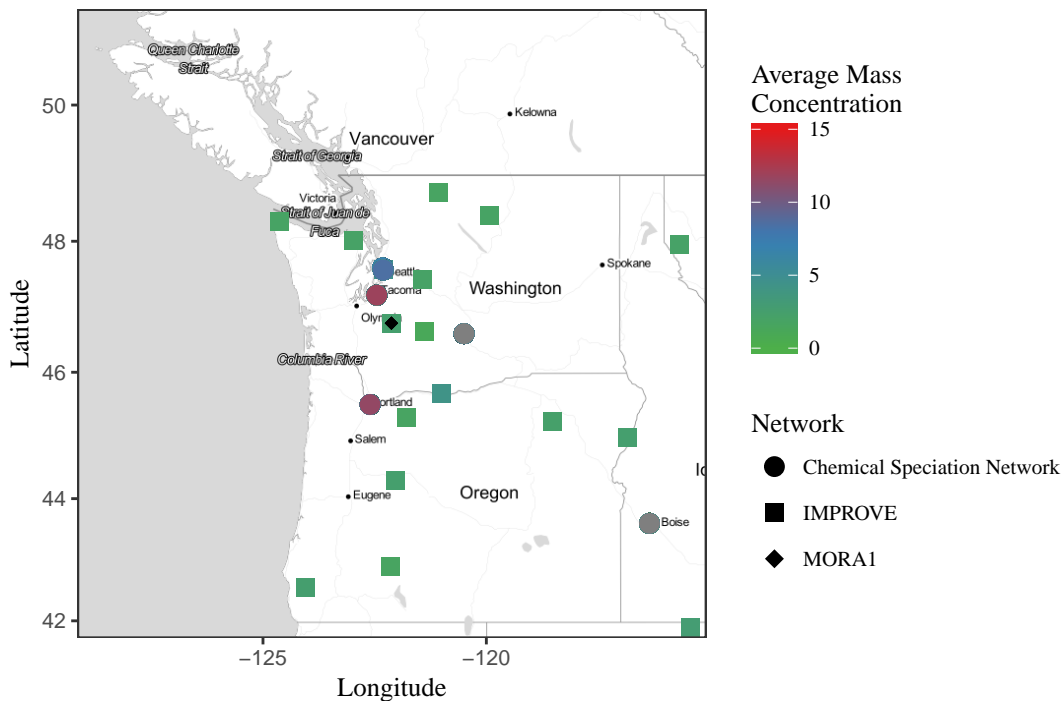 Queen Charlotte
Strait
50
Kelowna
Vancouver
Strait of Georgia
Victoria
Strait of Juan de
Fuca
48
Spokane
Seattle
Washington
Tacoma
Columbia River
46
Portland
Salem
44
Eugene
Oregon
Boise
42
−125
−120
Latitude
Longitude
Average Mass
Concentration
15
10
5
0
Network
Chemical Speciation Network
IMPROVE
MORA1